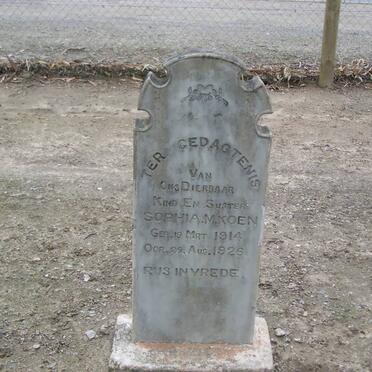 TER GEDAGTENIS
VAN
ONS DIERBAAR
KIND EN SUSTER
SOPHIA.M.KOEN
GEB.19 MRT 1914
OOR. 29. AUG. 1926
RUS IN VREDE